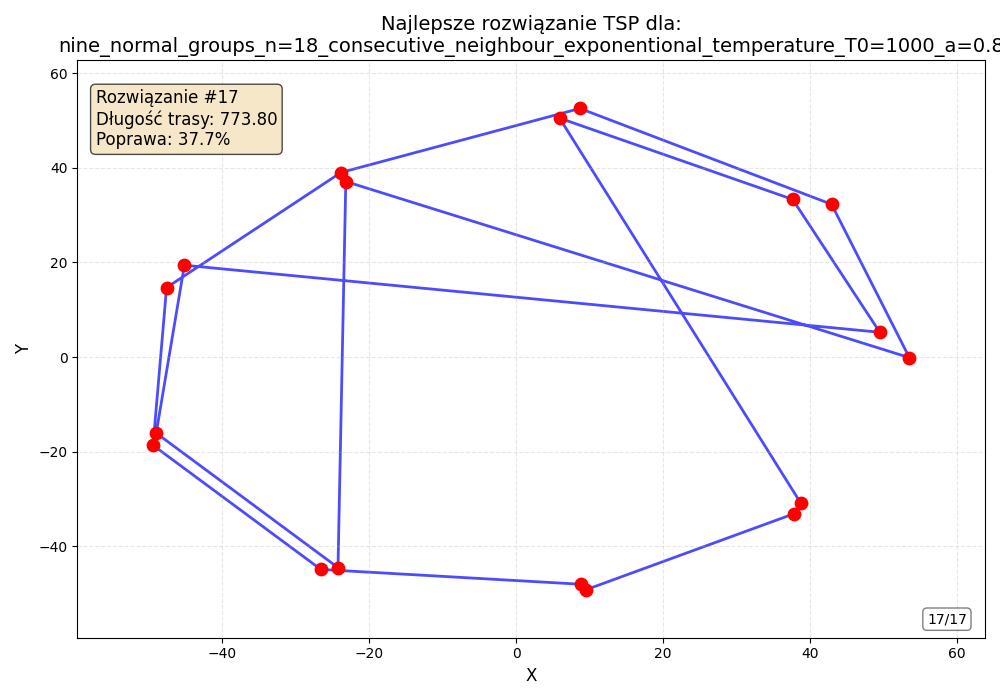 Najlepsze rozwiązanie TSP dla:
nine_normal_groups_n=18_consecutive_neighbour_exponentional_temperature_T0=1000_a=0.8
Rozwiązanie #17
Długość trasy: 773.80
Poprawa: 37.7%
60
40
20
0
−20
−40
Y
17/17
−40
−20
0
20
40
60
X